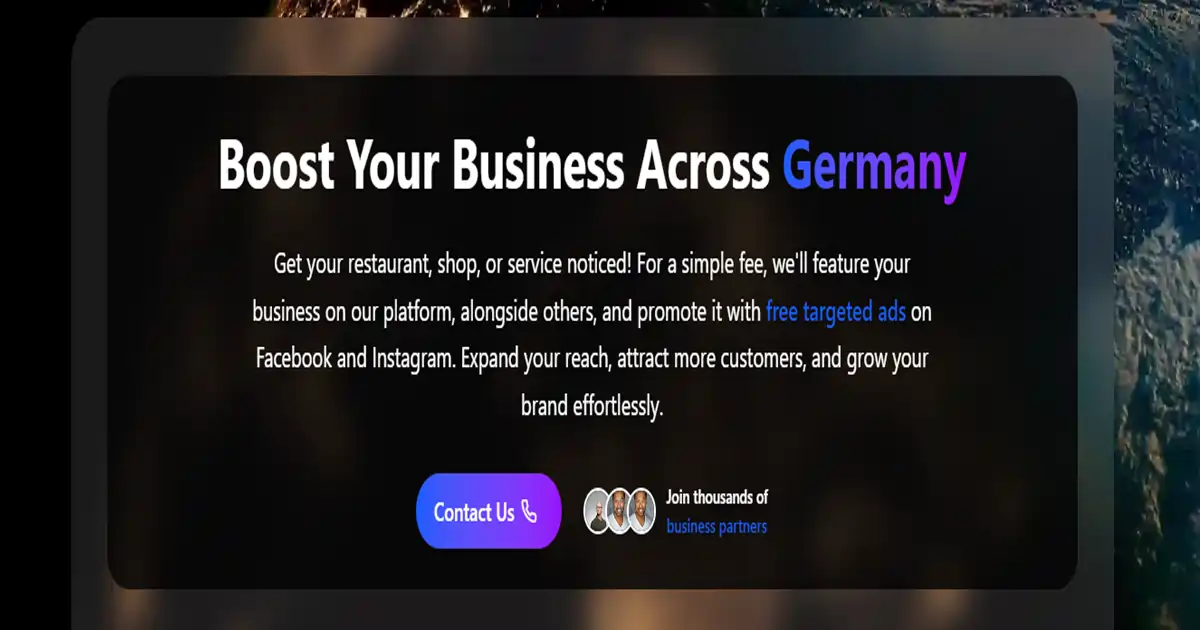 Boost Your Business Across Germany
Get your restaurant, shop, or service noticed! For a simple fee, we'll feature your
business on our platform, alongside others, and promote it with free targeted ads on
Facebook and Instagram. Expand your reach, attract more customers, and grow your
brand effortlessly.
Contact Us
Join thousands of
business partners